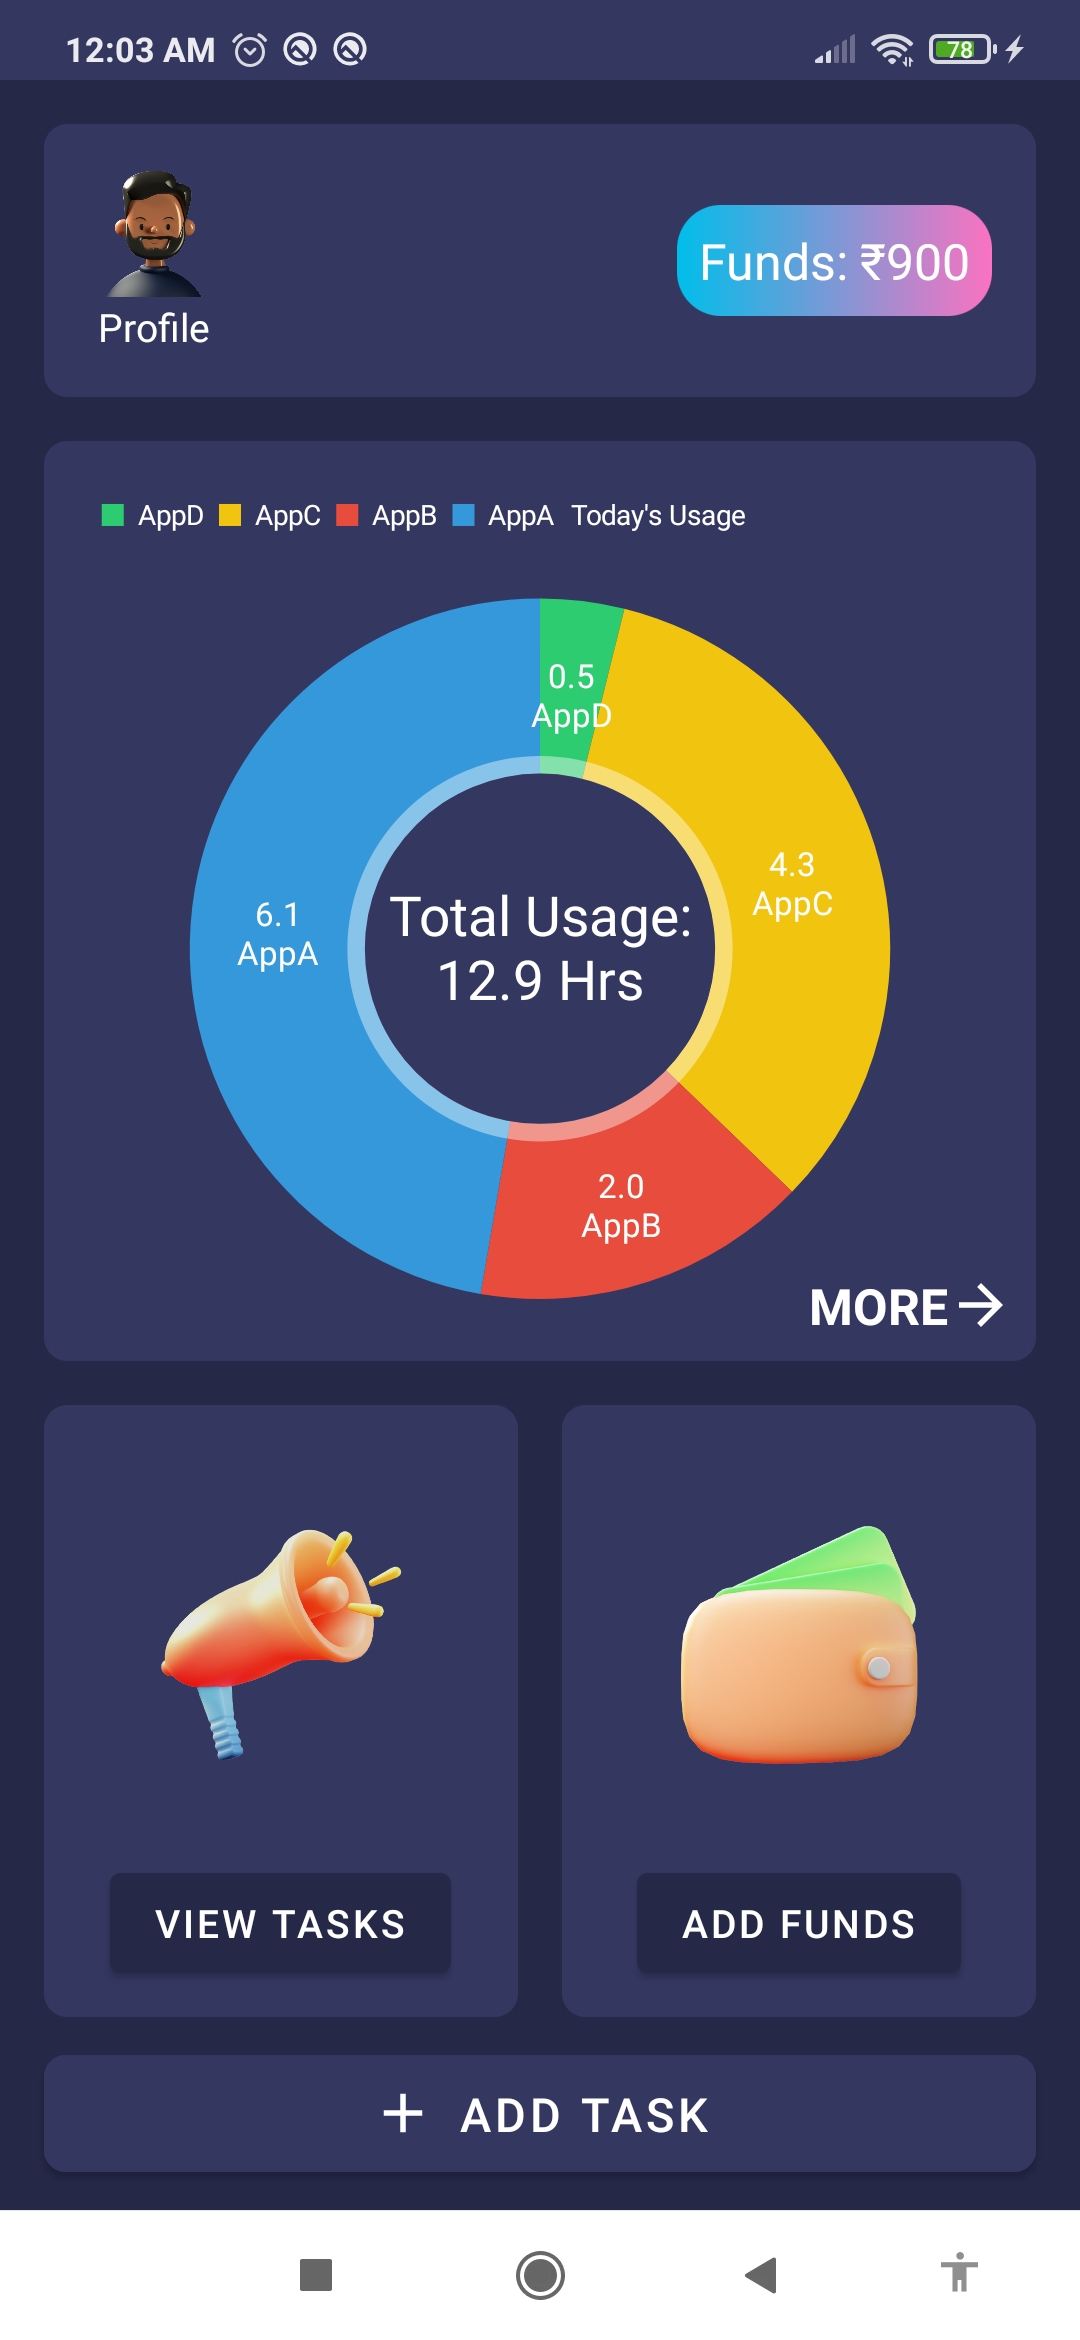 12:03 AM 78
Profile
Funds: ₹900
AppD AppC AppB AppA Today's Usage
0.5
AppD
4.3
AppC
6.1
AppA
Total Usage:
12.9 Hrs
2.0
AppB
MORE
VIEW TASKS
ADD FUNDS
+ ADD TASK